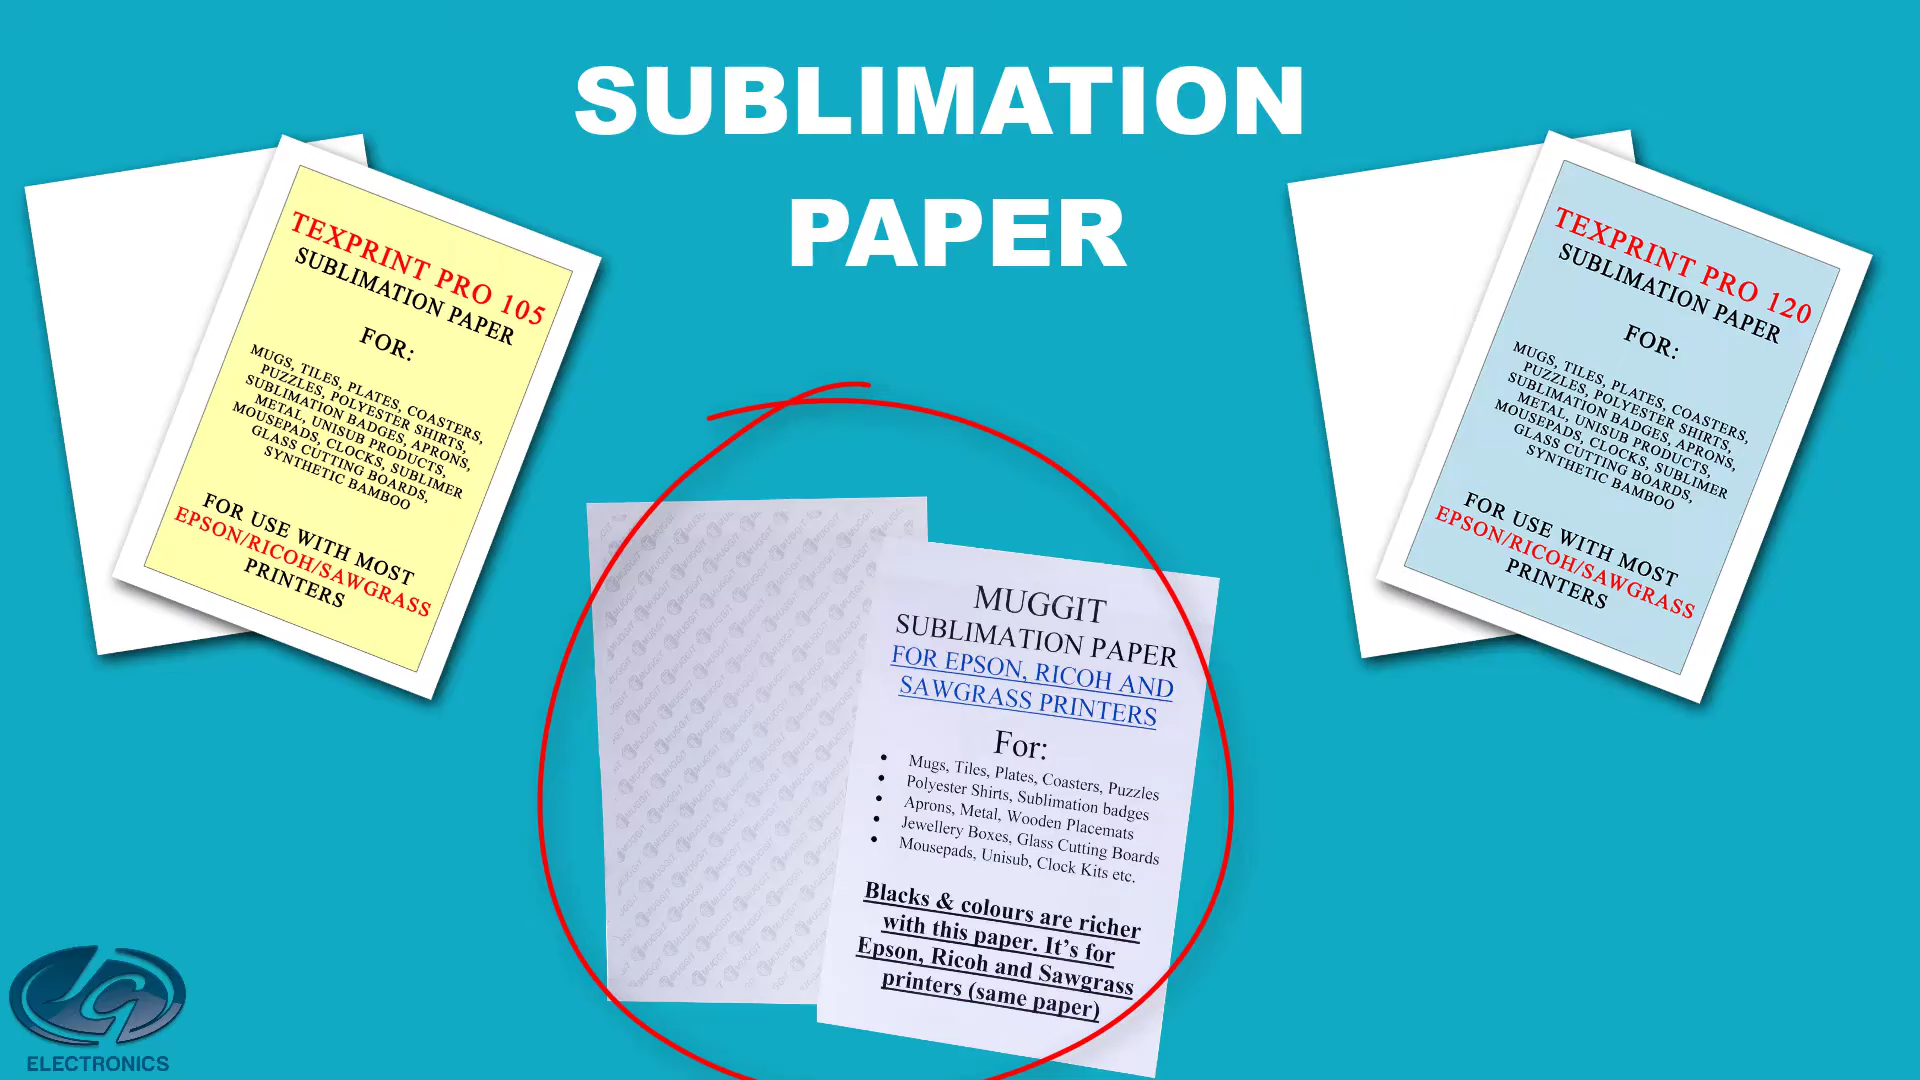 SUBLIMATION
PAPER
TEXPRINT PRO 105
SUBLIMATION PAPER
FOR:
MUGS, TILES, PLATES, COASTERS,
PUZZLES, POLYESTER SHIRTS,
SUBLIMATION BADGES, APRONS,
METAL, UNISUB PRODUCTS,
MOUSEPADS, CLOCKS, SUBLIMER
GLASS CUTTING BOARDS,
SYNTHETIC BAMBOO
FOR USE WITH MOST
EPSON/RICOH/SAWGRASS
PRINTERS
TEXPRINT PRO 120
SUBLIMATION PAPER
FOR:
MUGS, TILES, PLATES, COASTERS,
PUZZLES, POLYESTER SHIRTS,
SUBLIMATION BADGES, APRONS,
METAL, UNISUB PRODUCTS,
MOUSEPADS, CLOCKS, SUBLIMER
GLASS CUTTING BOARDS,
SYNTHETIC BAMBOO
FOR USE WITH MOST
EPSON/RICOH/SAWGRASS
PRINTERS
MUGGIT
SUBLIMATION PAPER
FOR EPSON, RICOH AND
SAWGRASS PRINTERS
For:
• Mugs, Tiles, Plates, Coasters, Puzzles
• Polyester Shirts, Sublimation badges
• Aprons, Metal, Wooden Placemats
• Jewellery Boxes, Glass Cutting Boards
• Mousepads, Unisub, Clock Kits etc.
Blacks & colours are richer
with this paper. It's for
Epson, Ricoh and Sawgrass
printers (same paper)
ELECTRONICS